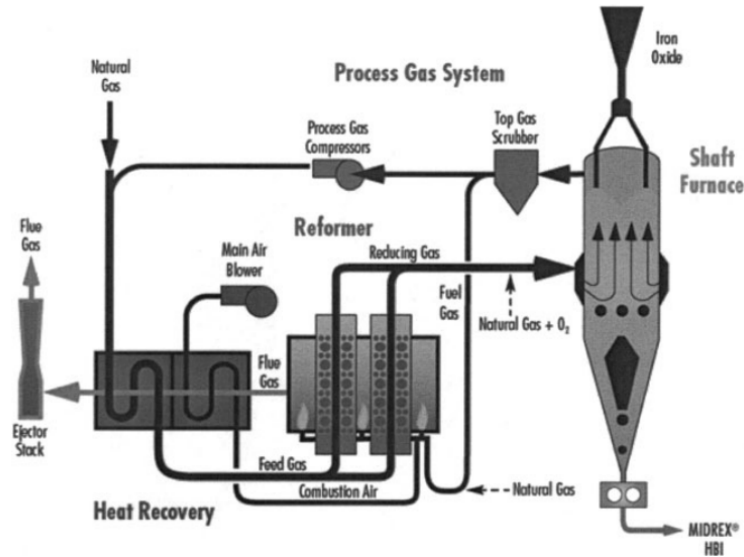 Natural
Gas
Process Gas System
Iron
Oxide
Process Gas
Compressors
Top Gas
Scrubber
Shaft
Furnace
Flue
Gas
Main Air
Blower
Reformer
Reducing Gas
Fuel
Gas
Natural Gas + O₂
Flue
Gas
Ejector
Stack
Feed Gas
Combustion Air
Natural Gas
Heat Recovery
MIDREX®
HBI